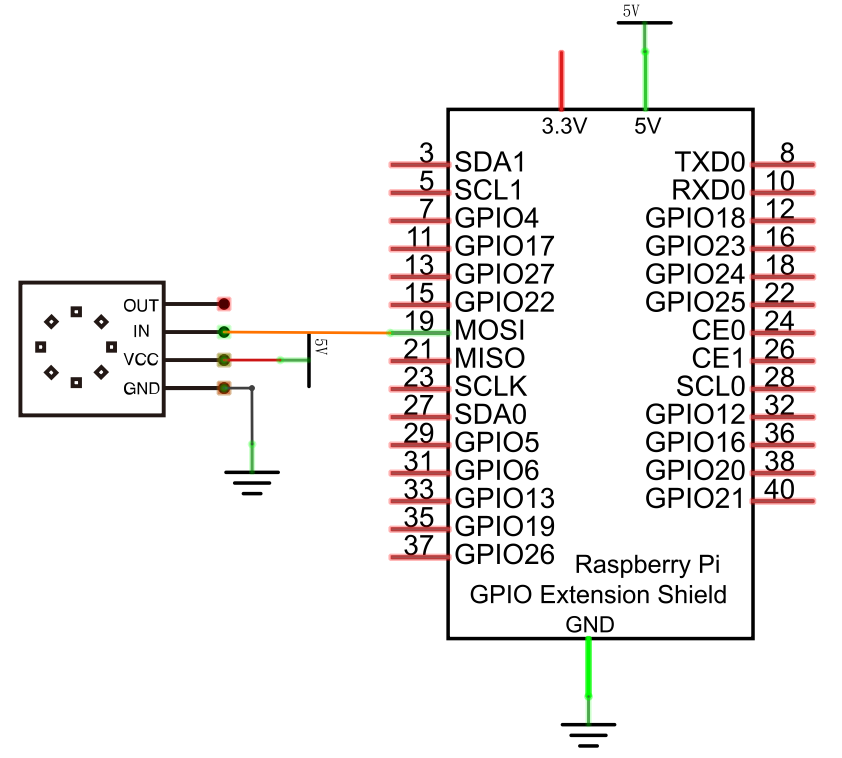 5V
3.3V 5V
3 SDA1 TXD0 8
5 SCL1 RXD0 10
7 GPIO4 GPIO18 12
11 GPIO17 GPIO23 16
13 GPIO27 GPIO24 18
15 GPIO22 GPIO25 22
19 MOSI CE0 24
21 MISO CE1 26
23 SCLK SCL0 28
27 SDA0 GPIO12 32
29 GPIO5 GPIO16 36
31 GPIO6 GPIO20 38
33 GPIO13 GPIO21 40
35 GPIO19
37 GPIO26
Raspberry Pi
GPIO Extension Shield
GND
OUT
IN
VCC
GND
5V